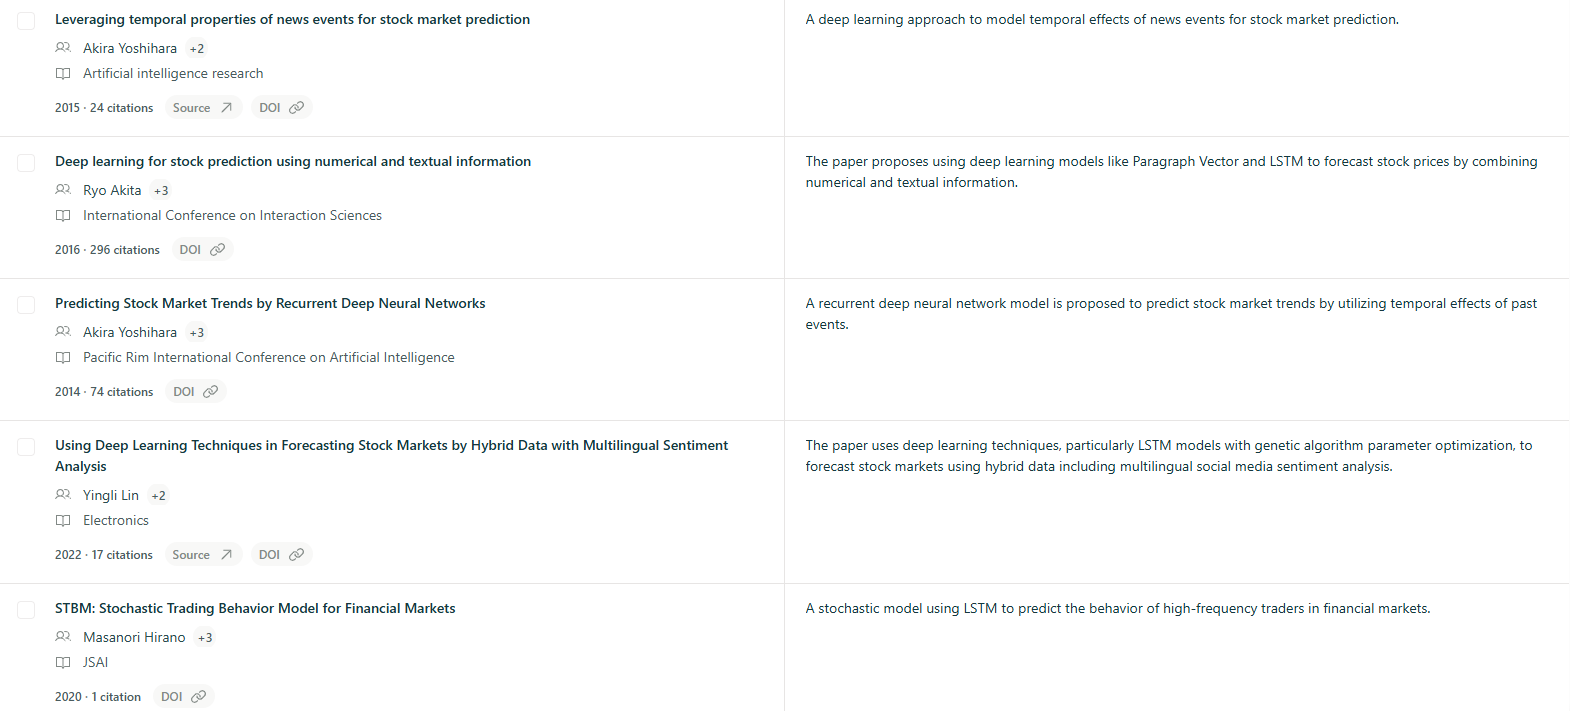 Leveraging temporal properties of news events for stock market prediction
Akira Yoshihara +2
Artificial intelligence research
2015 · 24 citations Source DOI
A deep learning approach to model temporal effects of news events for stock market prediction.
Deep learning for stock prediction using numerical and textual information
Ryo Akita +3
International Conference on Interaction Sciences
2016 · 296 citations DOI
The paper proposes using deep learning models like Paragraph Vector and LSTM to forecast stock prices by combining
numerical and textual information.
Predicting Stock Market Trends by Recurrent Deep Neural Networks
Akira Yoshihara +3
Pacific Rim International Conference on Artificial Intelligence
2014 · 74 citations DOI
A recurrent deep neural network model is proposed to predict stock market trends by utilizing temporal effects of past
events.
Using Deep Learning Techniques in Forecasting Stock Markets by Hybrid Data with Multilingual Sentiment
Analysis
Yingli Lin +2
Electronics
2022 · 17 citations Source DOI
The paper uses deep learning techniques, particularly LSTM models with genetic algorithm parameter optimization, to
forecast stock markets using hybrid data including multilingual social media sentiment analysis.
STBM: Stochastic Trading Behavior Model for Financial Markets
Masanori Hirano +3
JSAI
2020 · 1 citation DOI
A stochastic model using LSTM to predict the behavior of high-frequency traders in financial markets.